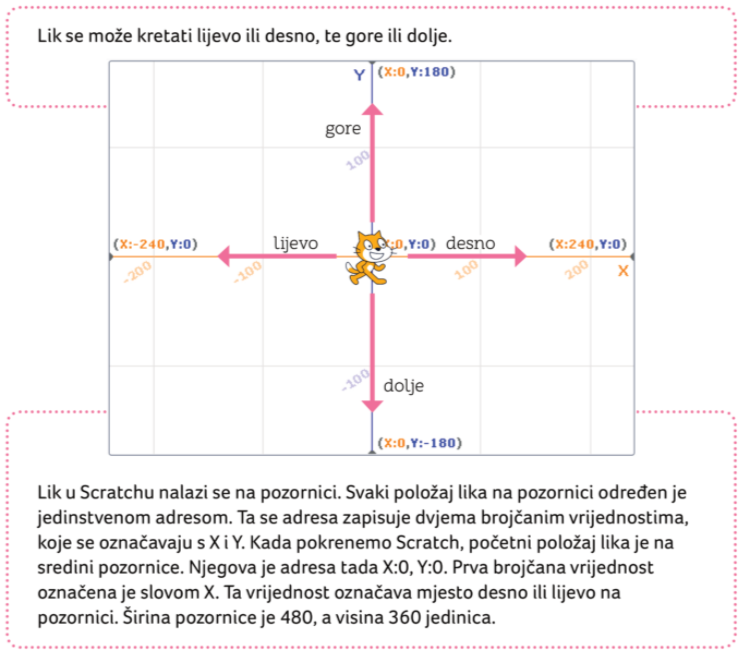 Lik se može kretati lijevo ili desno, te gore ili dolje.
Y (X:0,Y:180)
gore
100
(X:-240,Y:0) lijevo (X:0,Y:0) desno (X:240,Y:0)
-200 -100 100 200 X
-100
dolje
(X:0,Y:-180)
Lik u Scratchu nalazi se na pozornici. Svaki položaj lika na pozornici određen je
jedinstvenom adresom. Ta se adresa zapisuje dvjema brojčanim vrijednostima,
koje se označavaju s X i Y. Kada pokrenemo Scratch, početni položaj lika je na
sredini pozornice. Njegova je adresa tada X:0, Y:0. Prva brojčana vrijednost
označena je slovom X. Ta vrijednost označava mjesto desno ili lijevo na
pozornici. Širina pozornice je 480, a visina 360 jedinica.